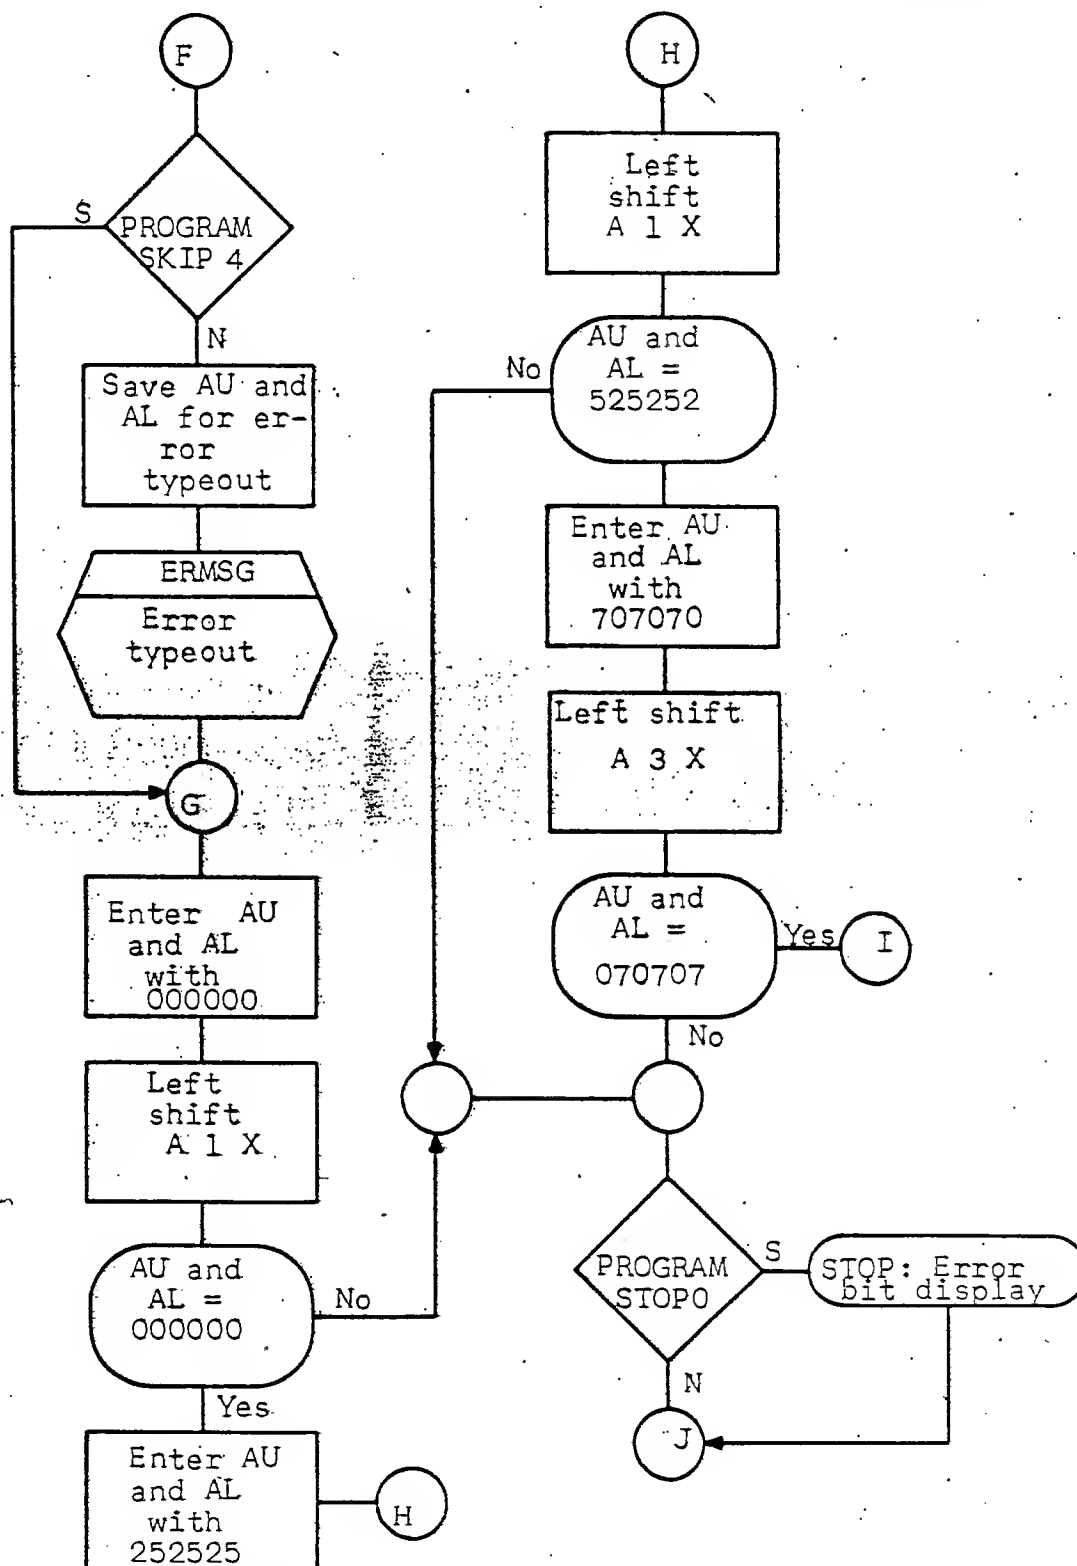 F
S
PROGRAM
SKIP 4
N
Save AU and
AL for er-
ror
typeout
ERMSG
Error
typeout
G
Enter AU
and AL
with
000000
Left
shift
A 1 X
AU and
AL =
000000
No
Yes
Enter AU
and AL
with
252525
H
H
Left
shift
A 1 X
AU and
AL =
525252
No
Enter AU
and AL
with
707070
Left shift
A 3 X
AU and
AL =
070707
Yes
I
No
PROGRAM
STOP0
S
STOP: Error
bit display
N
J